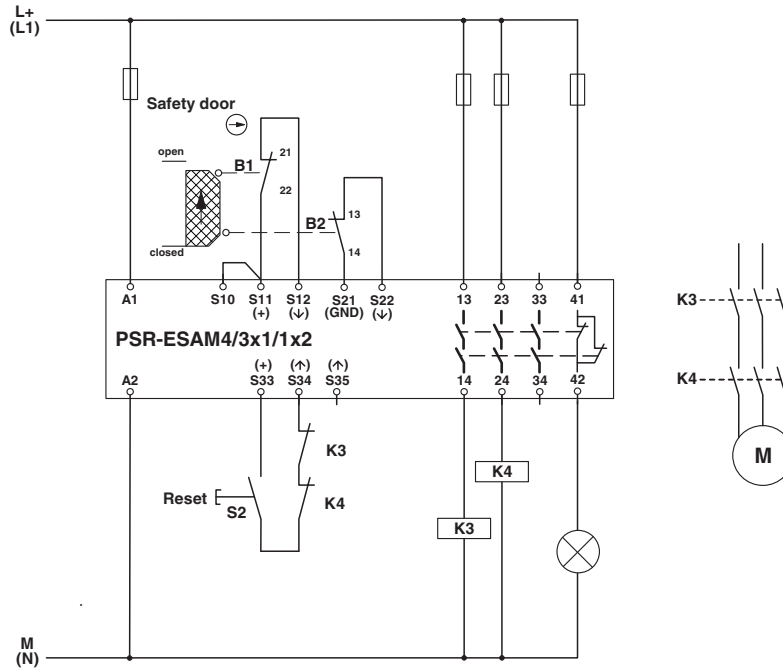 L+
(L1)
Safety door
open
closed
B1
21
22
B2
13
14
A1
S10
S11
(+)
S12
(↓)
S21
(GND)
S22
(↓)
13
23
33
41
PSR-ESAM4/3x1/1x2
A2
(+)
S33
(↑)
S34
(↑)
S35
14
24
34
42
K3
K4
Reset
S2
K4
K3
M
(N)
K3
K4
M